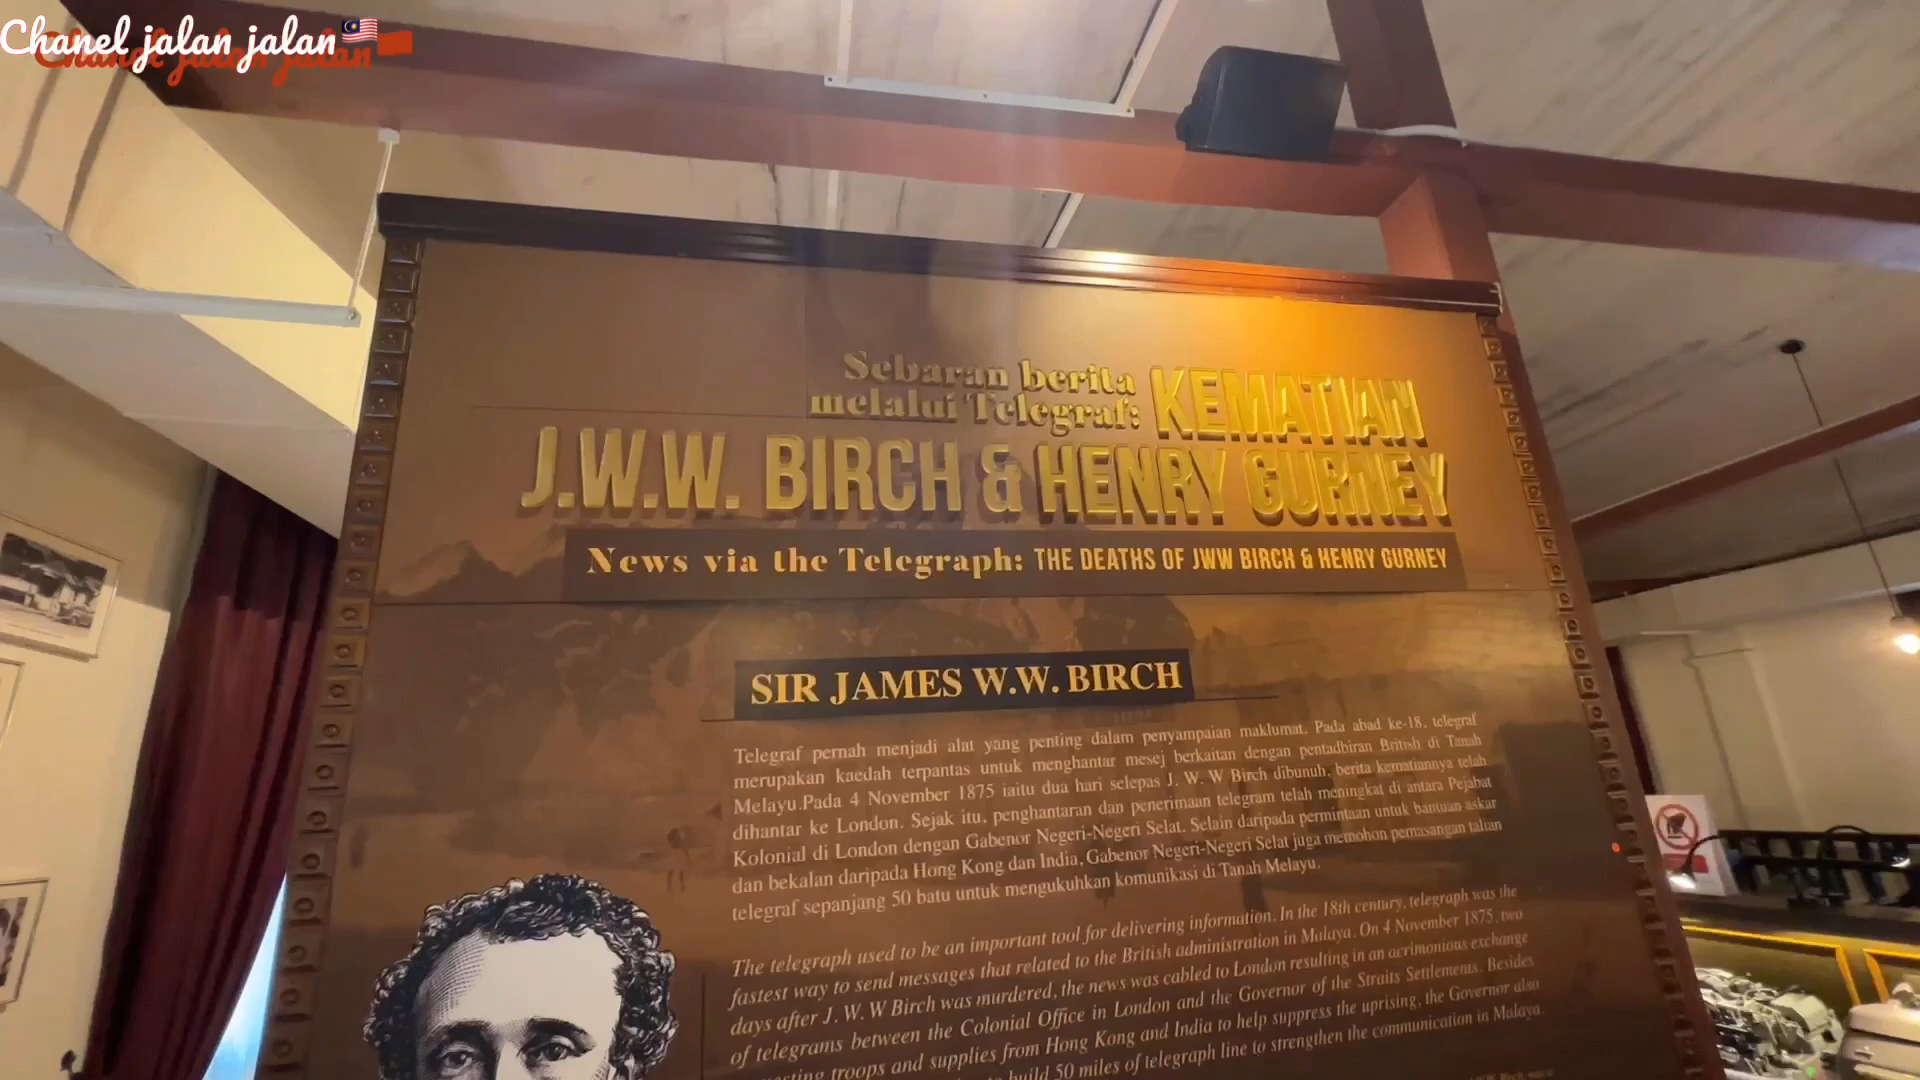 Chanel jalan jalan
Sebaran berita
melalui Telegraf: KEMATIAN
J.W.W. BIRCH & HENRY GURNEY
News via the Telegraph: THE DEATHS OF JWW BIRCH & HENRY GURNEY
SIR JAMES W.W. BIRCH
Telegraf pernah menjadi alat yang penting dalam penyampaian maklumat. Pada abad ke-18, telegraf
merupakan kaedah terpantas untuk menghantar mesej berkaitan dengan pentadbiran British di Tanah
Melayu.Pada 4 November 1875 iaitu dua hari selepas J. W. W Birch dibunuh, berita kematiannya telah
dihantar ke London. Sejak itu, penghantaran dan penerimaan telegram telah meningkat di antara Pejabat
Kolonial di London dengan Gabenor Negeri-Negeri Selat. Selain daripada permintaan untuk bantuan askar
dan bekalan daripada Hong Kong dan India, Gabenor Negeri-Negeri Selat juga memohon pemasangan talian
telegraf sepanjang 50 batu untuk mengukuhkan komunikasi di Tanah Melayu.
The telegraph used to be an important tool for delivering information. In the 18th century, telegraph was the
fastest way to send messages that related to the British administration in Malaya. On 4 November 1875, two
days after J. W. W Birch was murdered, the news was cabled to London resulting in an acrimonious exchange
of telegrams between the Colonial Office in London and the Governor of the Straits Settlements. Besides
troops and supplies from Hong Kong and India to help suppress the uprising, the Governor also
build 50 miles of telegraph line to strengthen the communication in Malaya.